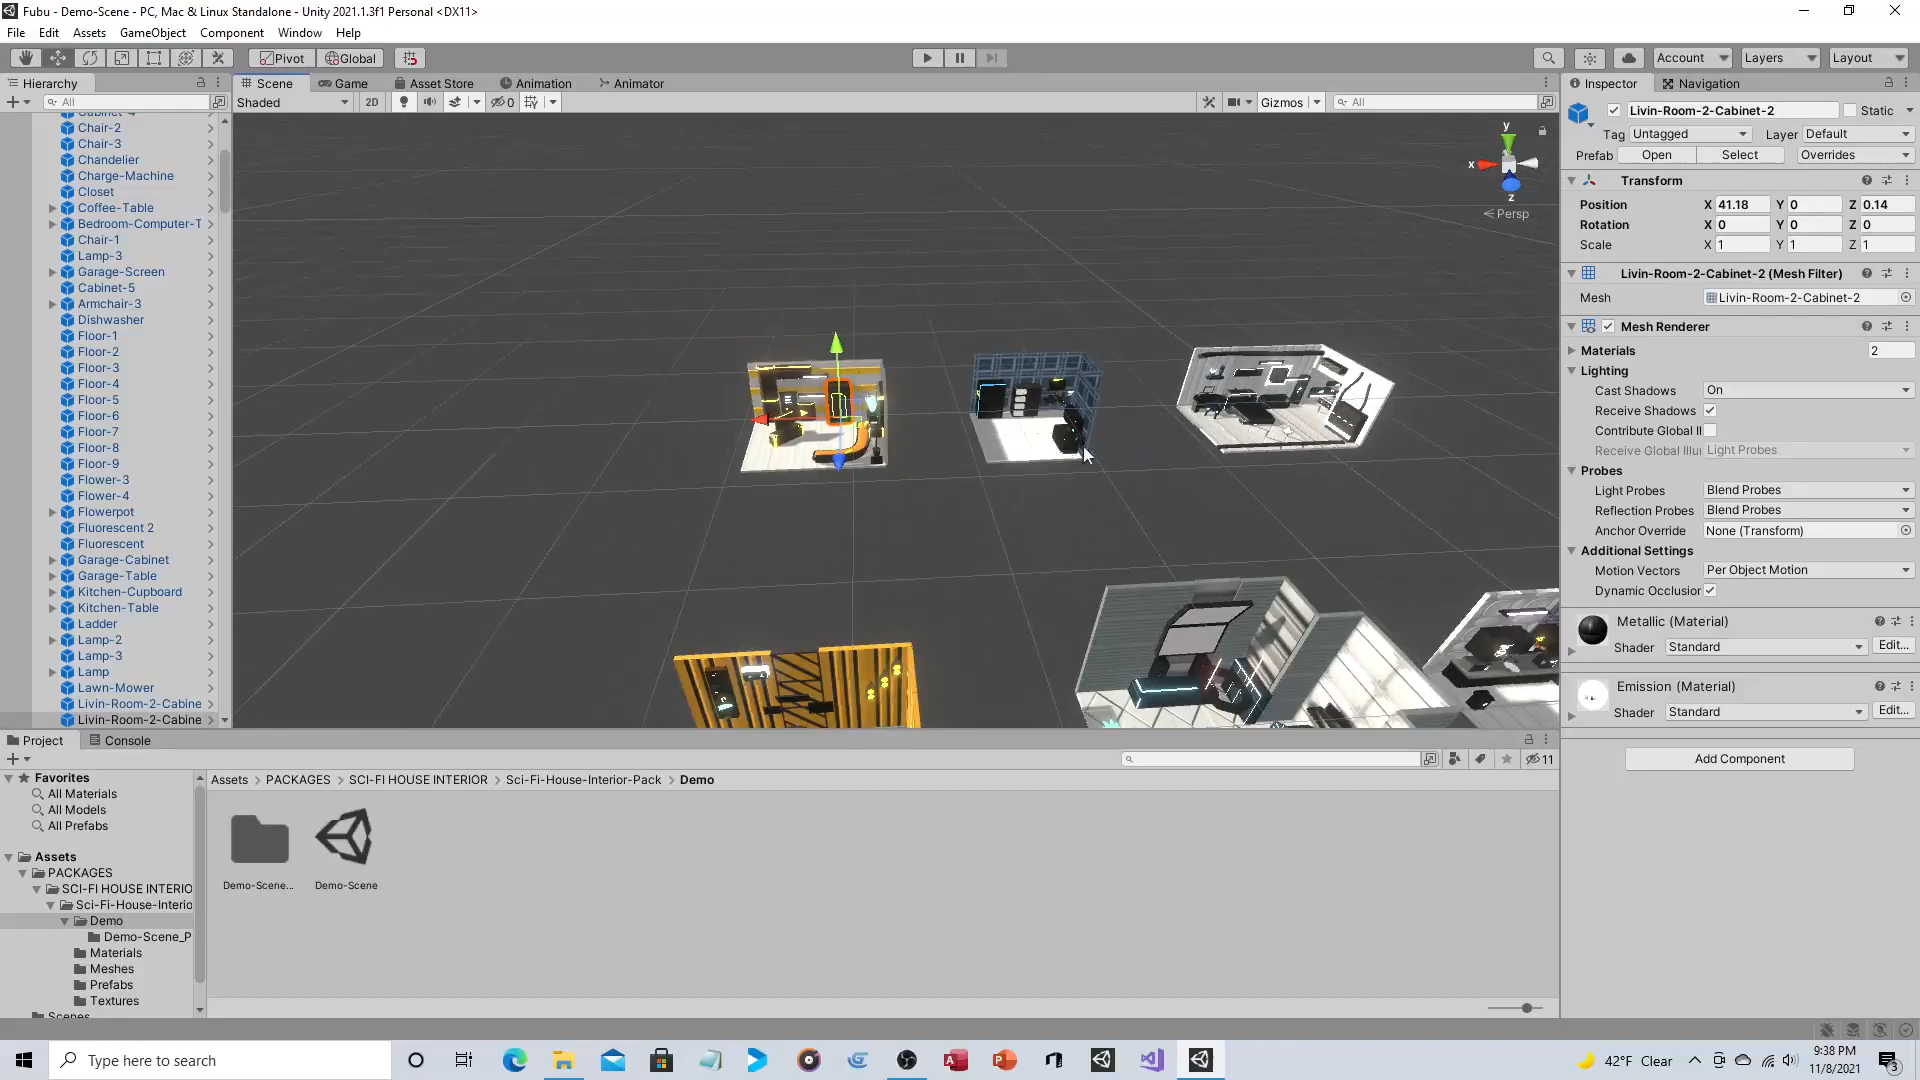 Fubu - Demo-Scene - PC, Mac & Linux Standalone - Unity 2021.1.3f1 Personal <DX11>
File Edit Assets GameObject Component Window Help
Pivot Global Account Layers Layout
Hierarchy
All
Cabinet-4
Chair-2
Chair-3
Chandelier
Charge-Machine
Closet
Coffee-Table
Bedroom-Computer-T
Chair-1
Lamp-3
Garage-Screen
Cabinet-5
Armchair-3
Dishwasher
Floor-1
Floor-2
Floor-3
Floor-4
Floor-5
Floor-6
Floor-7
Floor-8
Floor-9
Flower-3
Flower-4
Flowerpot
Fluorescent 2
Fluorescent
Garage-Cabinet
Garage-Table
Kitchen-Cupboard
Kitchen-Table
Ladder
Lamp-2
Lamp-3
Lamp
Lawn-Mower
Livin-Room-2-Cabine
Livin-Room-2-Cabine
Scene Game Asset Store Animation Animator
Shaded 2D 0 Gizmos All
y
x
z
Persp
Inspector Navigation
Livin-Room-2-Cabinet-2 Static
Tag Untagged Layer Default
Prefab Open Select Overrides
Transform
Position X 41.18 Y 0 Z 0.14
Rotation X 0 Y 0 Z 0
Scale X 1 Y 1 Z 1
Livin-Room-2-Cabinet-2 (Mesh Filter)
Mesh Livin-Room-2-Cabinet-2
Mesh Renderer
Materials 2
Lighting
Cast Shadows On
Receive Shadows
Contribute Global Il
Receive Global Illu Light Probes
Probes
Light Probes Blend Probes
Reflection Probes Blend Probes
Anchor Override None (Transform)
Additional Settings
Motion Vectors Per Object Motion
Dynamic Occlusior
Metallic (Material)
Shader Standard Edit...
Emission (Material)
Shader Standard Edit...
Add Component
Project Console
11
Favorites
All Materials
All Models
All Prefabs
Assets
PACKAGES
SCI-FI HOUSE INTERIO
Sci-Fi-House-Interio
Demo
Demo-Scene_P
Materials
Meshes
Prefabs
Textures
Scenes
Assets > PACKAGES > SCI-FI HOUSE INTERIOR > Sci-Fi-House-Interior-Pack > Demo
Demo-Scene... Demo-Scene
Type here to search
42°F Clear
9:38 PM
11/8/2021
3